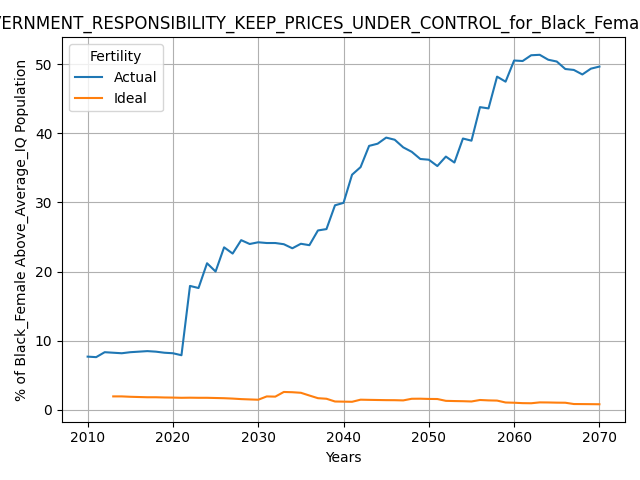 VERNMENT_RESPONSIBILITY_KEEP_PRICES_UNDER_CONTROL_for_Black_Fema
Fertility
Actual
Ideal
% of Black_Female Above_Average_IQ Population
50
40
30
20
10
0
2010 2020 2030 2040 2050 2060 2070
Years